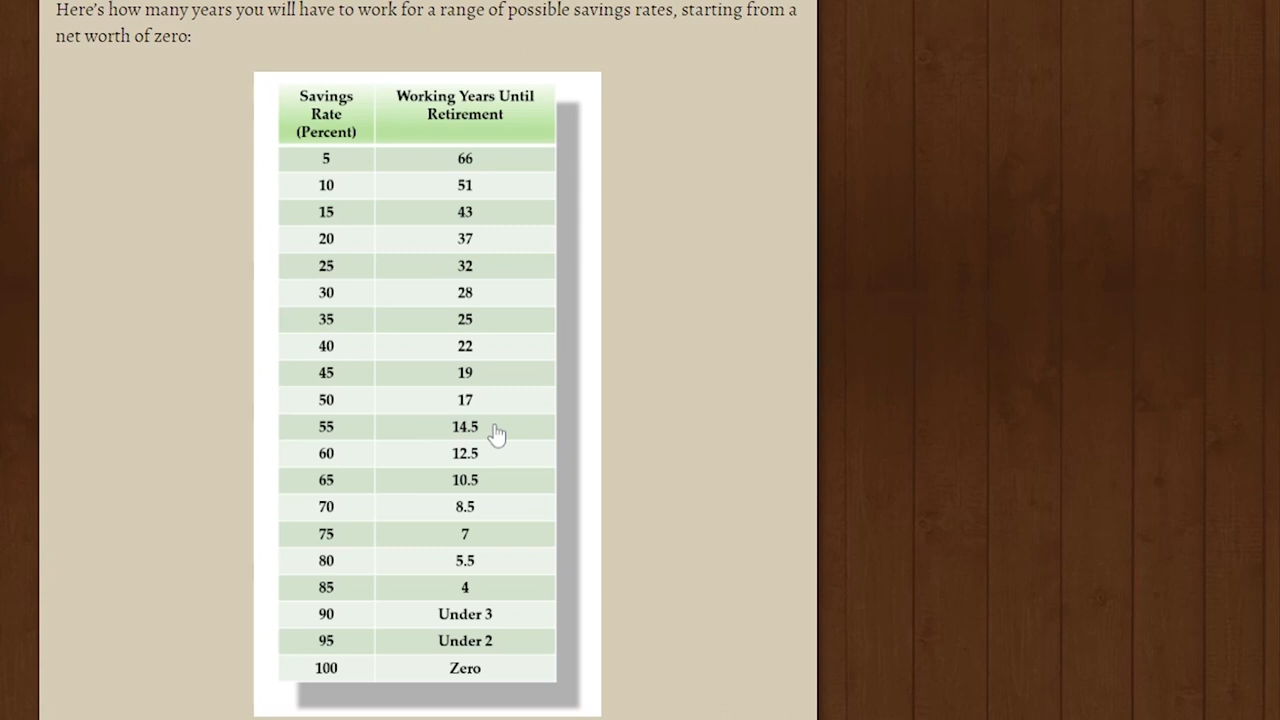 Here's how many years you will have to work for a range of possible savings rates, starting from a
net worth of zero:
Savings Rate (Percent) Working Years Until Retirement
5 66
10 51
15 43
20 37
25 32
30 28
35 25
40 22
45 19
50 17
55 14.5
60 12.5
65 10.5
70 8.5
75 7
80 5.5
85 4
90 Under 3
95 Under 2
100 Zero